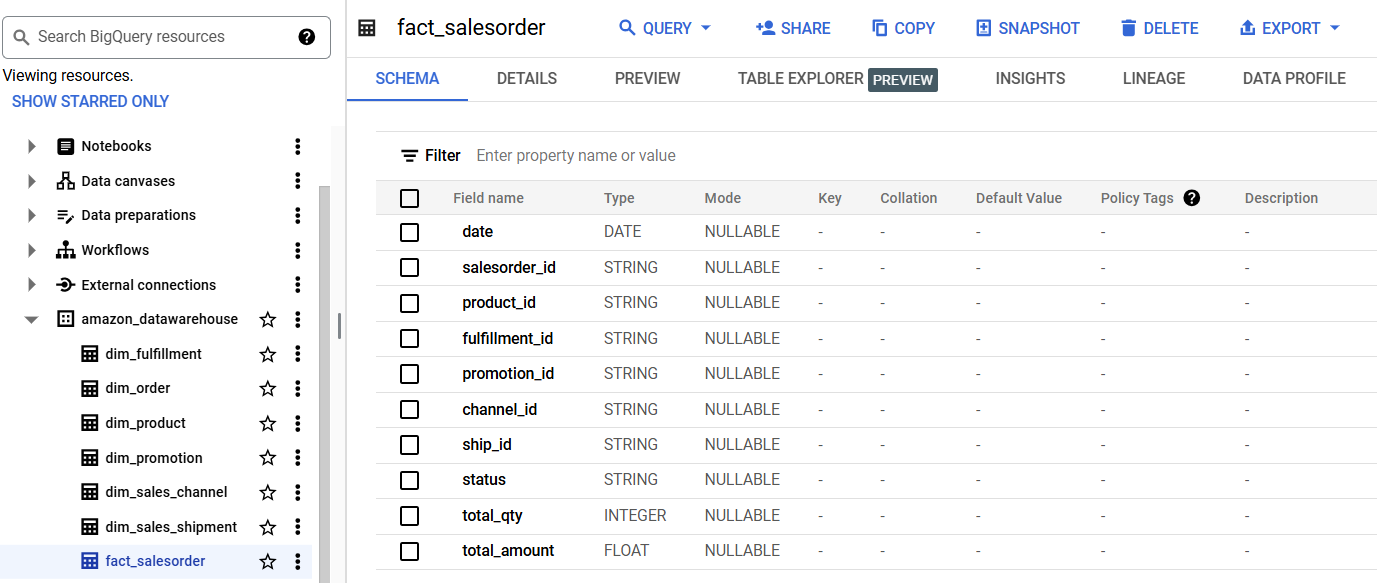 Search BigQuery resources ?
Viewing resources.
SHOW STARRED ONLY
Notebooks
Data canvases
Data preparations
Workflows
External connections
amazon_datawarehouse
dim_fulfillment
dim_order
dim_product
dim_promotion
dim_sales_channel
dim_sales_shipment
fact_salesorder
fact_salesorder QUERY SHARE COPY SNAPSHOT DELETE EXPORT
SCHEMA DETAILS PREVIEW TABLE EXPLORER PREVIEW INSIGHTS LINEAGE DATA PROFILE
Filter Enter property name or value
Field name Type Mode Key Collation Default Value Policy Tags ? Description
date DATE NULLABLE - - - - -
salesorder_id STRING NULLABLE - - - - -
product_id STRING NULLABLE - - - - -
fulfillment_id STRING NULLABLE - - - - -
promotion_id STRING NULLABLE - - - - -
channel_id STRING NULLABLE - - - - -
ship_id STRING NULLABLE - - - - -
status STRING NULLABLE - - - - -
total_qty INTEGER NULLABLE - - - - -
total_amount FLOAT NULLABLE - - - - -